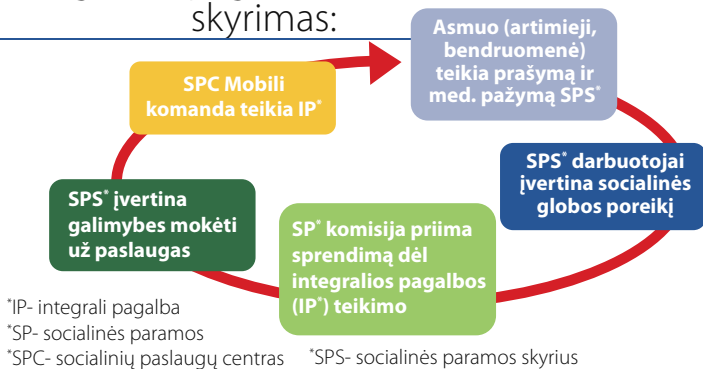 skyrimas:
Asmuo (artimieji,
bendruomenė)
teikia prašymą ir
med. pažymą SPS*
SPS* darbuotojai
įvertina socialinės
globos poreikį
SP* komisija priima
sprendimą dėl
integralios pagalbos
(IP*) teikimo
SPS* įvertina
galimybes mokėti
už paslaugas
SPC Mobili
komanda teikia IP*
*IP- integrali pagalba
*SP- socialinės paramos
*SPC- socialinių paslaugų centras *SPS- socialinės paramos skyrius